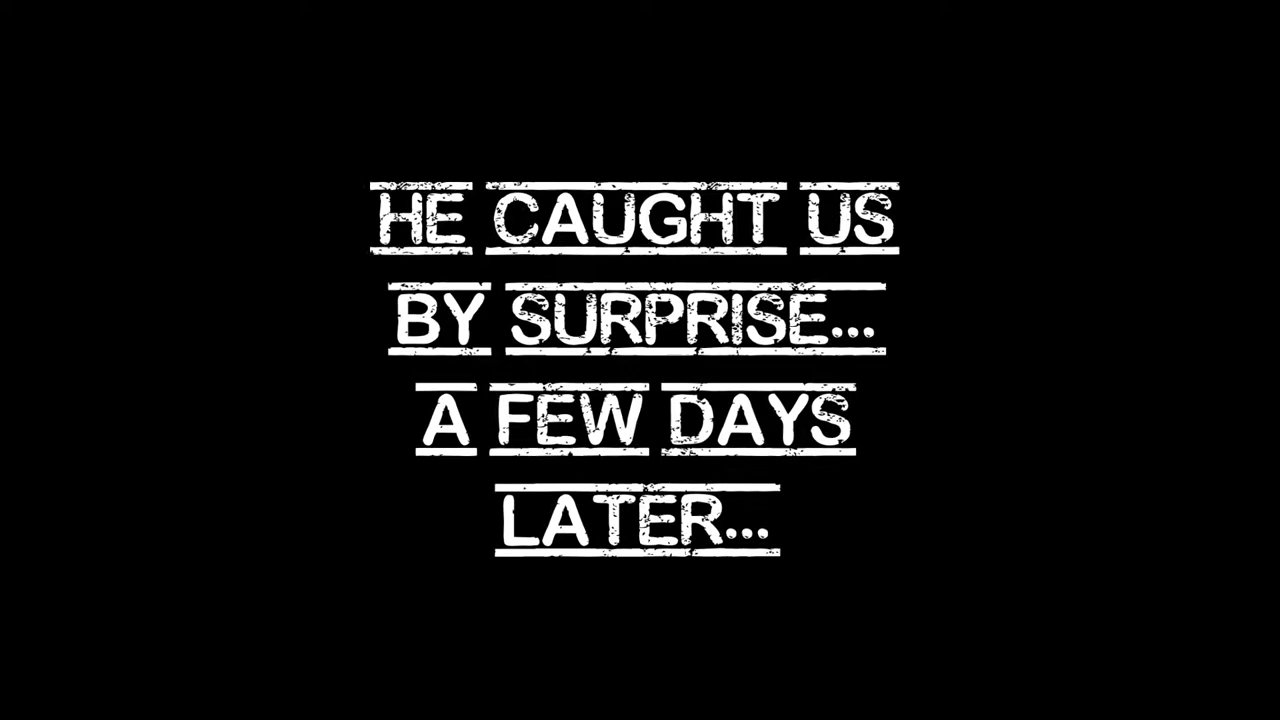 HE CAUGHT US
BY SURPRISE...
A FEW DAYS
LATER...